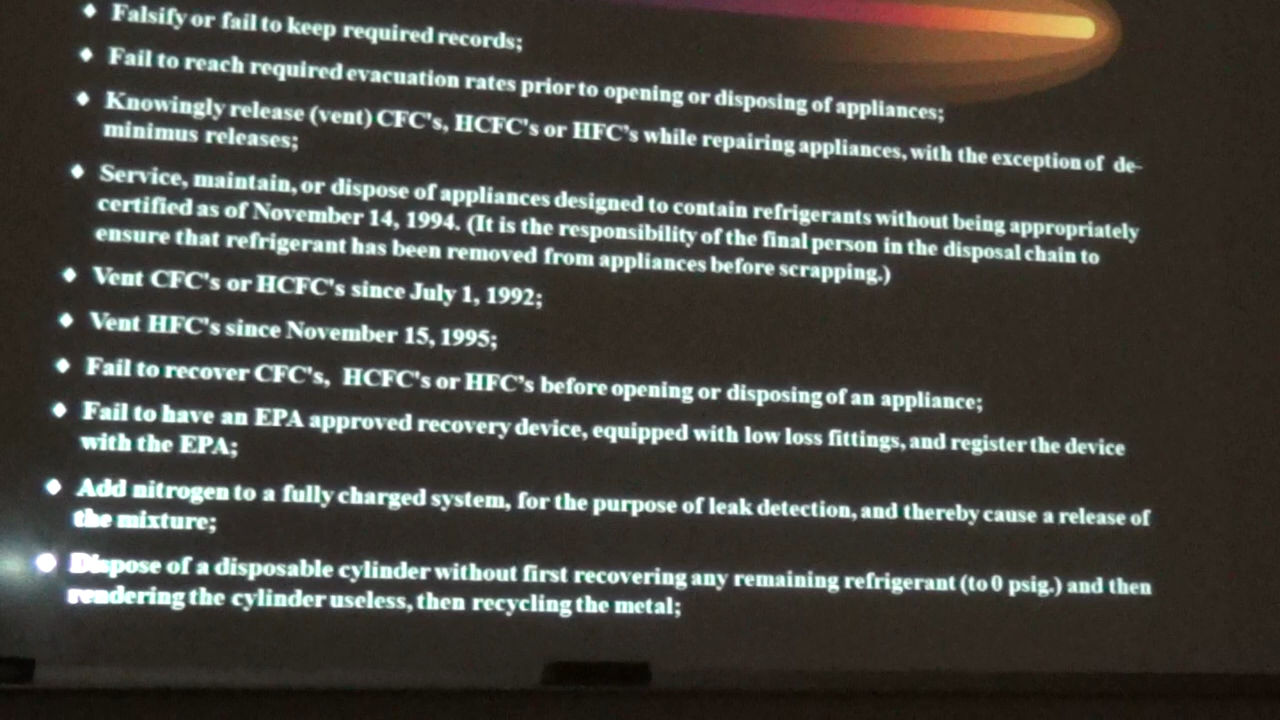 ◆ Falsify or fail to keep required records;
◆ Fail to reach required evacuation rates prior to opening or disposing of appliances;
◆ Knowingly release (vent) CFC's, HCFC's or HFC's while repairing appliances, with the exception of de-
minimus releases;
◆ Service, maintain, or dispose of appliances designed to contain refrigerants without being appropriately
certified as of November 14, 1994. (It is the responsibility of the final person in the disposal chain to
ensure that refrigerant has been removed from appliances before scrapping.)
◆ Vent CFC's or HCFC's since July 1, 1992;
◆ Vent HFC's since November 15, 1995;
◆ Fail to recover CFC's, HCFC's or HFC's before opening or disposing of an appliance;
◆ Fail to have an EPA approved recovery device, equipped with low loss fittings, and register the device
with the EPA;
◆ Add nitrogen to a fully charged system, for the purpose of leak detection, and thereby cause a release of
the mixture;
◆ Dispose of a disposable cylinder without first recovering any remaining refrigerant (to 0 psig.) and then
rendering the cylinder useless, then recycling the metal;